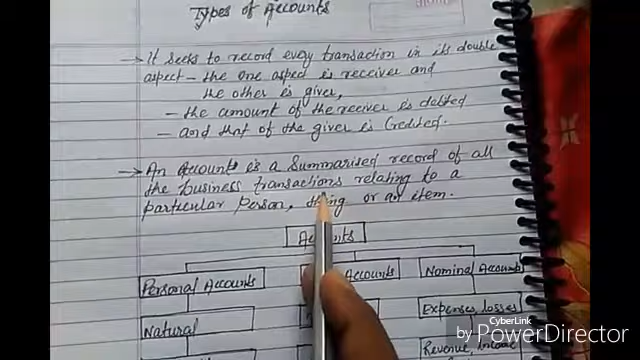 Types of Accounts
→ It seeks to record every transaction in its double
aspect - the one aspect is receiver and
the other is giver,
- the amount of the reciver is debited
- and that of the giver is Credited.
→ An Accounts is a Summarised record of all
the business transactions relating to a
particular person, thing or an item.
Accounts
Personal Accounts
Accounts
Nominal Accounts
Natural
Expenses, losses
Revenue,
CyberLink
by PowerDirector